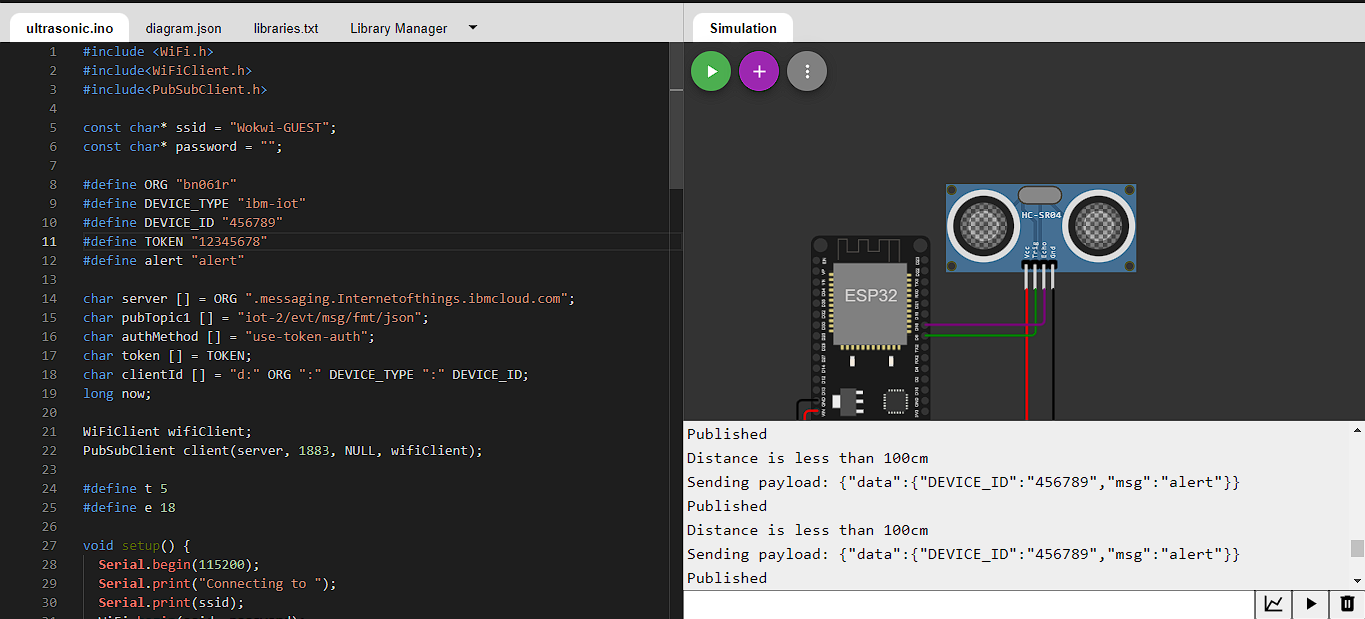 ultrasonic.ino diagram.json libraries.txt Library Manager
1 #include <WiFi.h>
2 #include<WiFiClient.h>
3 #include<PubSubClient.h>
4
5 const char* ssid = "Wokwi-GUEST";
6 const char* password = "";
7
8 #define ORG "bn061r"
9 #define DEVICE_TYPE "ibm-iot"
10 #define DEVICE_ID "456789"
11 #define TOKEN "12345678"
12 #define alert "alert"
13
14 char server [] = ORG ".messaging.Internetofthings.ibmcloud.com";
15 char pubTopic1 [] = "iot-2/evt/msg/fmt/json";
16 char authMethod [] = "use-token-auth";
17 char token [] = TOKEN;
18 char clientId [] = "d:" ORG ":" DEVICE_TYPE ":" DEVICE_ID;
19 long now;
20
21 WiFiClient wifiClient;
22 PubSubClient client(server, 1883, NULL, wifiClient);
23
24 #define t 5
25 #define e 18
26
27 void setup() {
28 Serial.begin(115200);
29 Serial.print("Connecting to ");
30 Serial.print(ssid);
Simulation
HC-SR04
Vcc
Trig
Echo
Gnd
ESP32
Published
Distance is less than 100cm
Sending payload: {"data":{"DEVICE_ID":"456789","msg":"alert"}}
Published
Distance is less than 100cm
Sending payload: {"data":{"DEVICE_ID":"456789","msg":"alert"}}
Published